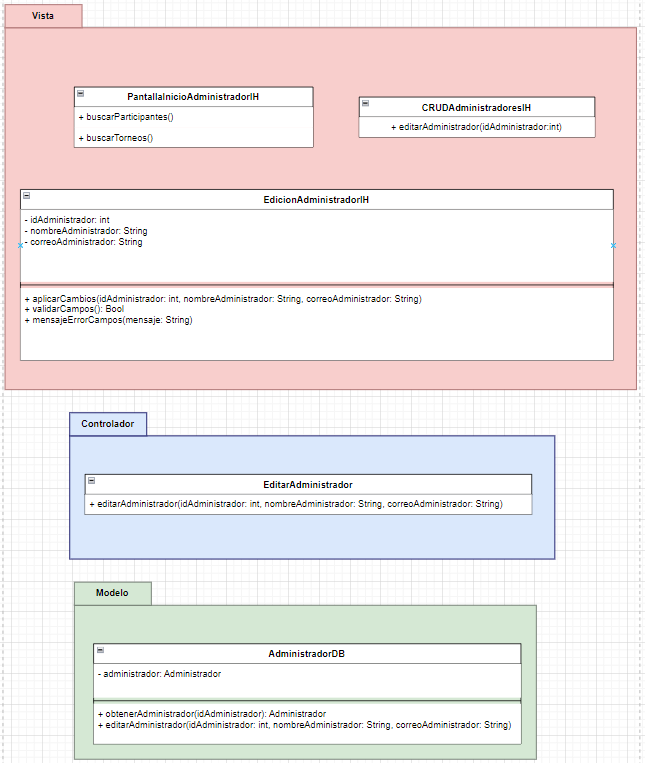 Vista
PantallaInicioAdministradorIH
+ buscarParticipantes()
+ buscarTorneos()
CRUDAdministradoresIH
+ editarAdministrador(idAdministrador:int)
EdicionAdministradorIH
- idAdministrador: int
- nombreAdministrador: String
- correoAdministrador: String
+ aplicarCambios(idAdministrador: int, nombreAdministrador: String, correoAdministrador: String)
+ validarCampos(): Bool
+ mensajeErrorCampos(mensaje: String)
Controlador
EditarAdministrador
+ editarAdministrador(idAdministrador: int, nombreAdministrador: String, correoAdministrador: String)
Modelo
AdministradorDB
- administrador: Administrador
+ obtenerAdministrador(idAdministrador): Administrador
+ editarAdministrador(idAdministrador: int, nombreAdministrador: String, correoAdministrador: String)